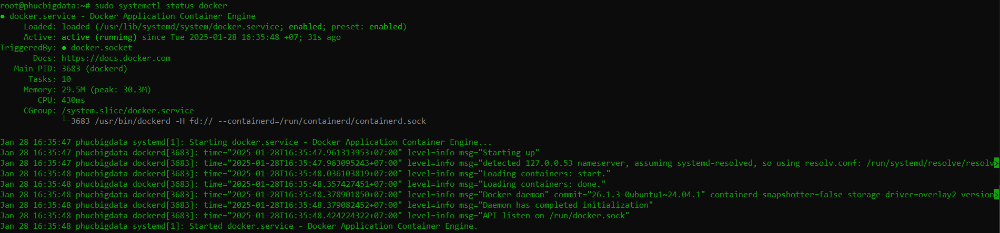 root@phucbigdata:~# sudo systemctl status docker
● docker.service - Docker Application Container Engine
     Loaded: loaded (/usr/lib/systemd/system/docker.service; enabled; preset: enabled)
     Active: active (running) since Tue 2025-01-28 16:35:48 +07; 31s ago
TriggeredBy: ● docker.socket
       Docs: https://docs.docker.com
   Main PID: 3683 (dockerd)
      Tasks: 10
     Memory: 29.5M (peak: 30.3M)
        CPU: 430ms
     CGroup: /system.slice/docker.service
             └─3683 /usr/bin/dockerd -H fd:// --containerd=/run/containerd/containerd.sock
Jan 28 16:35:47 phucbigdata systemd[1]: Starting docker.service - Docker Application Container Engine...
Jan 28 16:35:47 phucbigdata dockerd[3683]: time="2025-01-28T16:35:47.961313953+07:00" level=info msg="Starting up"
Jan 28 16:35:47 phucbigdata dockerd[3683]: time="2025-01-28T16:35:47.963095243+07:00" level=info msg="detected 127.0.0.53 nameserver, assuming systemd-resolved, so using resolv.conf: /run/systemd/resolve/resolv>
Jan 28 16:35:48 phucbigdata dockerd[3683]: time="2025-01-28T16:35:48.036103819+07:00" level=info msg="Loading containers: start."
Jan 28 16:35:48 phucbigdata dockerd[3683]: time="2025-01-28T16:35:48.357427451+07:00" level=info msg="Loading containers: done."
Jan 28 16:35:48 phucbigdata dockerd[3683]: time="2025-01-28T16:35:48.378901850+07:00" level=info msg="Docker daemon" commit="26.1.3-0ubuntu1~24.04.1" containerd-snapshotter=false storage-driver=overlay2 version>
Jan 28 16:35:48 phucbigdata dockerd[3683]: time="2025-01-28T16:35:48.379082452+07:00" level=info msg="Daemon has completed initialization"
Jan 28 16:35:48 phucbigdata dockerd[3683]: time="2025-01-28T16:35:48.424224322+07:00" level=info msg="API listen on /run/docker.sock"
Jan 28 16:35:48 phucbigdata systemd[1]: Started docker.service - Docker Application Container Engine.